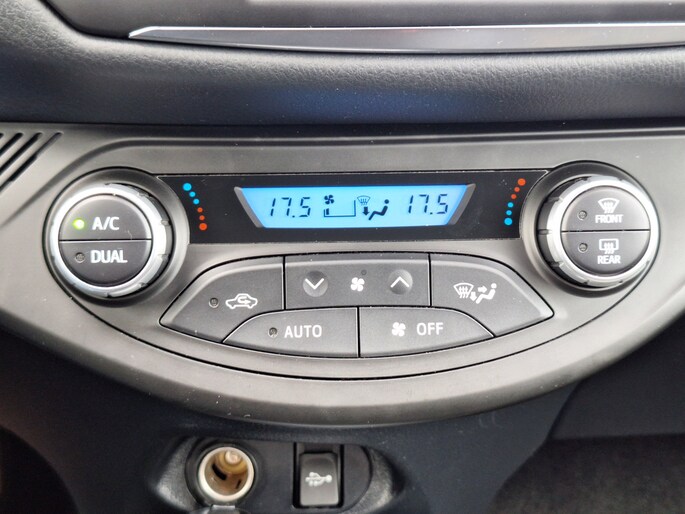 17.5 17.5
A/C
DUAL
FRONT
REAR
AUTO
OFF